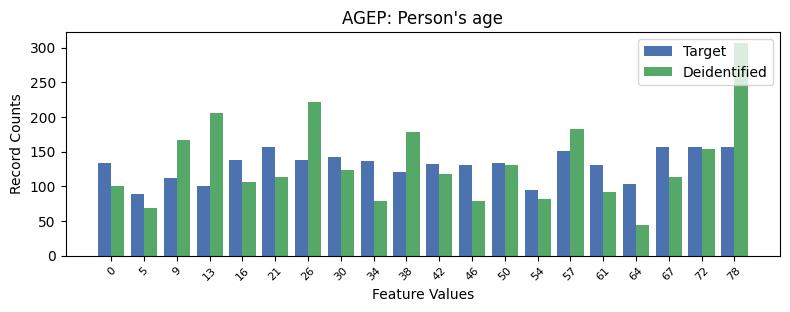 AGEP: Person's age
Target
Deidentified
Record Counts
300
250
200
150
100
50
0
0 5 9 13 16 21 26 30 34 38 42 46 50 54 57 61 64 67 72 78
Feature Values